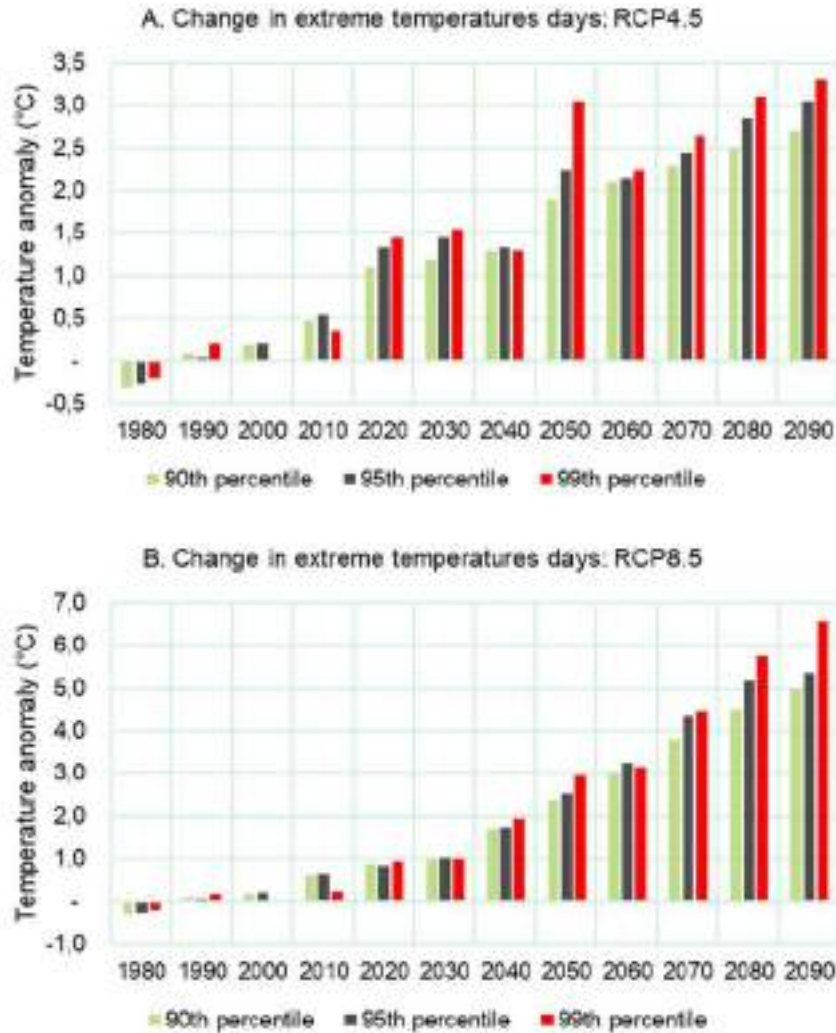 A. Change in extreme temperatures days: RCP4.5
Temperature anomaly (°C)
3,5
3,0
2,5
2,0
1,5
1,0
0,5
-
-0,5
1980 1990 2000 2010 2020 2030 2040 2050 2060 2070 2080 2090
90th percentile 95th percentile 99th percentile
B. Change in extreme temperatures days: RCP8.5
Temperature anomaly (°C)
7,0
6,0
5,0
4,0
3,0
2,0
1,0
-
-1,0
1980 1990 2000 2010 2020 2030 2040 2050 2060 2070 2080 2090
90th percentile 95th percentile 99th percentile